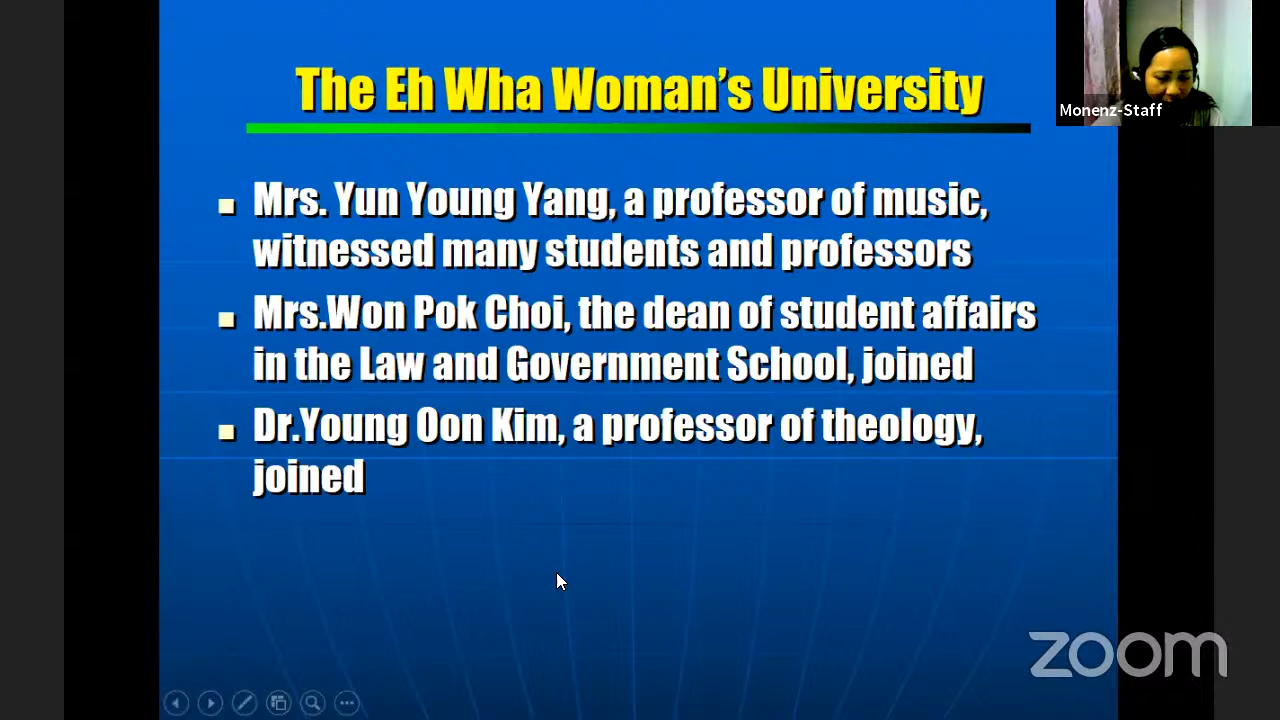 The Eh Wha Woman's University
Monenz-Staff
Mrs. Yun Young Yang, a professor of music,
witnessed many students and professors
Mrs.Won Pok Choi, the dean of student affairs
in the Law and Government School, joined
Dr.Young Oon Kim, a professor of theology,
joined
zoom